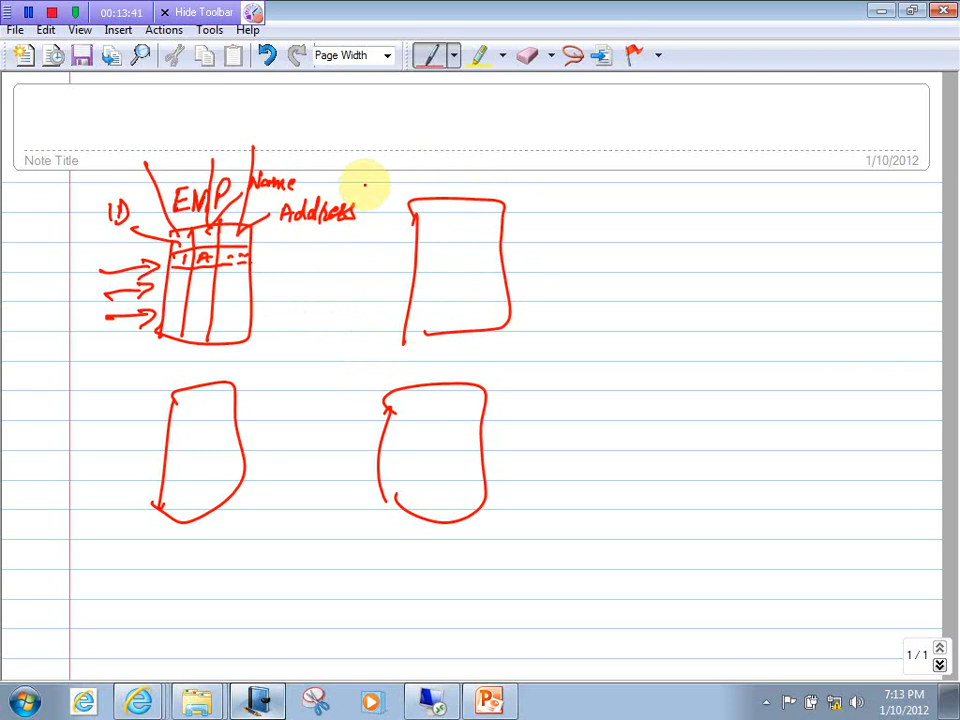 00:13:41
Hide Toolbar
File Edit View Insert Actions Tools Help
Page Width
Note Title
1/10/2012
EMP
Name
ID
Address
1 A
1 / 1
7:13 PM
1/10/2012